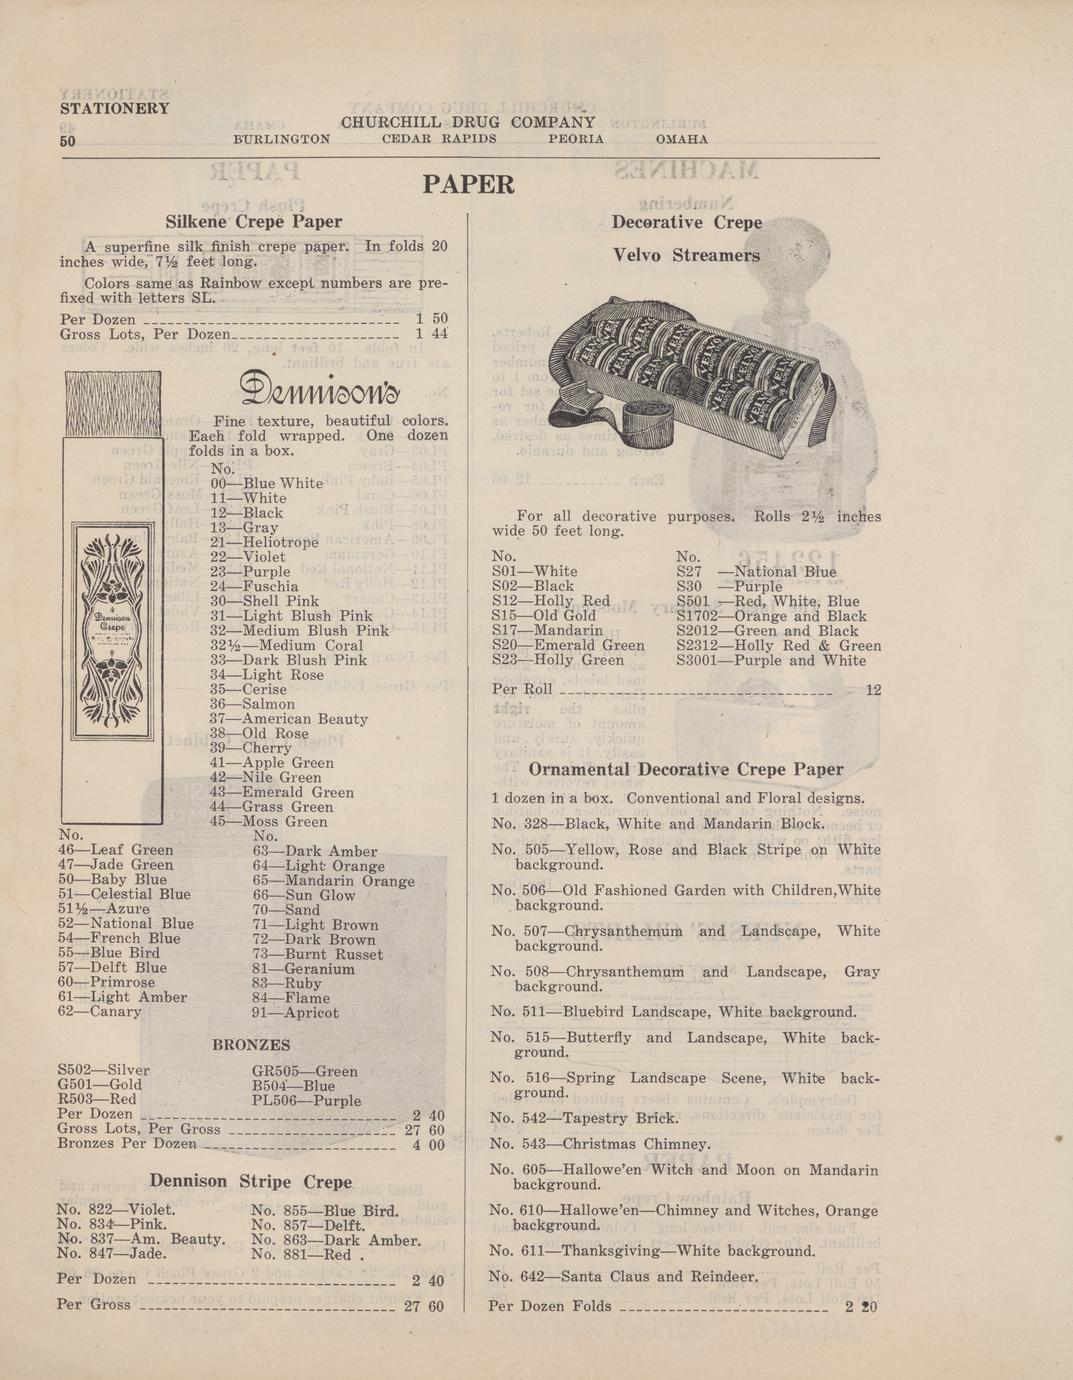 STATIONERY
CHURCHILL DRUG COMPANY
50 BURLINGTON CEDAR RAPIDS PEORIA OMAHA
PAPER
Silkene Crepe Paper
A superfine silk finish crepe paper. In folds 20
inches wide, 7½ feet long.
Colors same as Rainbow except numbers are pre-
fixed with letters SL.
Per Dozen 1 50
Gross Lots, Per Dozen 1 44
Dennison's
Fine texture, beautiful colors.
Each fold wrapped. One dozen
folds in a box.
No.
00—Blue White
11—White
12—Black
13—Gray
21—Heliotrope
22—Violet
23—Purple
24—Fuschia
30—Shell Pink
31—Light Blush Pink
32—Medium Blush Pink
32½—Medium Coral
33—Dark Blush Pink
34—Light Rose
35—Cerise
36—Salmon
37—American Beauty
38—Old Rose
39—Cherry
41—Apple Green
42—Nile Green
43—Emerald Green
44—Grass Green
45—Moss Green
Dennison
Crepe
No.
46—Leaf Green
47—Jade Green
50—Baby Blue
51—Celestial Blue
51½—Azure
52—National Blue
54—French Blue
55—Blue Bird
57—Delft Blue
60—Primrose
61—Light Amber
62—Canary
No.
63—Dark Amber
64—Light Orange
65—Mandarin Orange
66—Sun Glow
70—Sand
71—Light Brown
72—Dark Brown
73—Burnt Russet
81—Geranium
83—Ruby
84—Flame
91—Apricot
BRONZES
S502—Silver
G501—Gold
R503—Red
GR505—Green
B504—Blue
PL506—Purple
Per Dozen 2 40
Gross Lots, Per Gross 27 60
Bronzes Per Dozen 4 00
Dennison Stripe Crepe
No. 822—Violet.
No. 834—Pink.
No. 837—Am. Beauty.
No. 847—Jade.
No. 855—Blue Bird.
No. 857—Delft.
No. 863—Dark Amber.
No. 881—Red .
Per Dozen 2 40
Per Gross 27 60
Decorative Crepe
Velvo Streamers
VELVO
For all decorative purposes. Rolls 2½ inches
wide 50 feet long.
No.
S01—White
S02—Black
S12—Holly Red
S15—Old Gold
S17—Mandarin
S20—Emerald Green
S23—Holly Green
No.
S27 —National Blue
S30 —Purple
S501 —Red, White, Blue
S1702—Orange and Black
S2012—Green and Black
S2312—Holly Red & Green
S3001—Purple and White
Per Roll 12
Ornamental Decorative Crepe Paper
1 dozen in a box. Conventional and Floral designs.
No. 328—Black, White and Mandarin Block.
No. 505—Yellow, Rose and Black Stripe on White
background.
No. 506—Old Fashioned Garden with Children,White
background.
No. 507—Chrysanthemum and Landscape, White
background.
No. 508—Chrysanthemum and Landscape, Gray
background.
No. 511—Bluebird Landscape, White background.
No. 515—Butterfly and Landscape, White back-
ground.
No. 516—Spring Landscape Scene, White back-
ground.
No. 542—Tapestry Brick.
No. 543—Christmas Chimney.
No. 605—Hallowe'en Witch and Moon on Mandarin
background.
No. 610—Hallowe'en—Chimney and Witches, Orange
background.
No. 611—Thanksgiving—White background.
No. 642—Santa Claus and Reindeer.
Per Dozen Folds 2 20